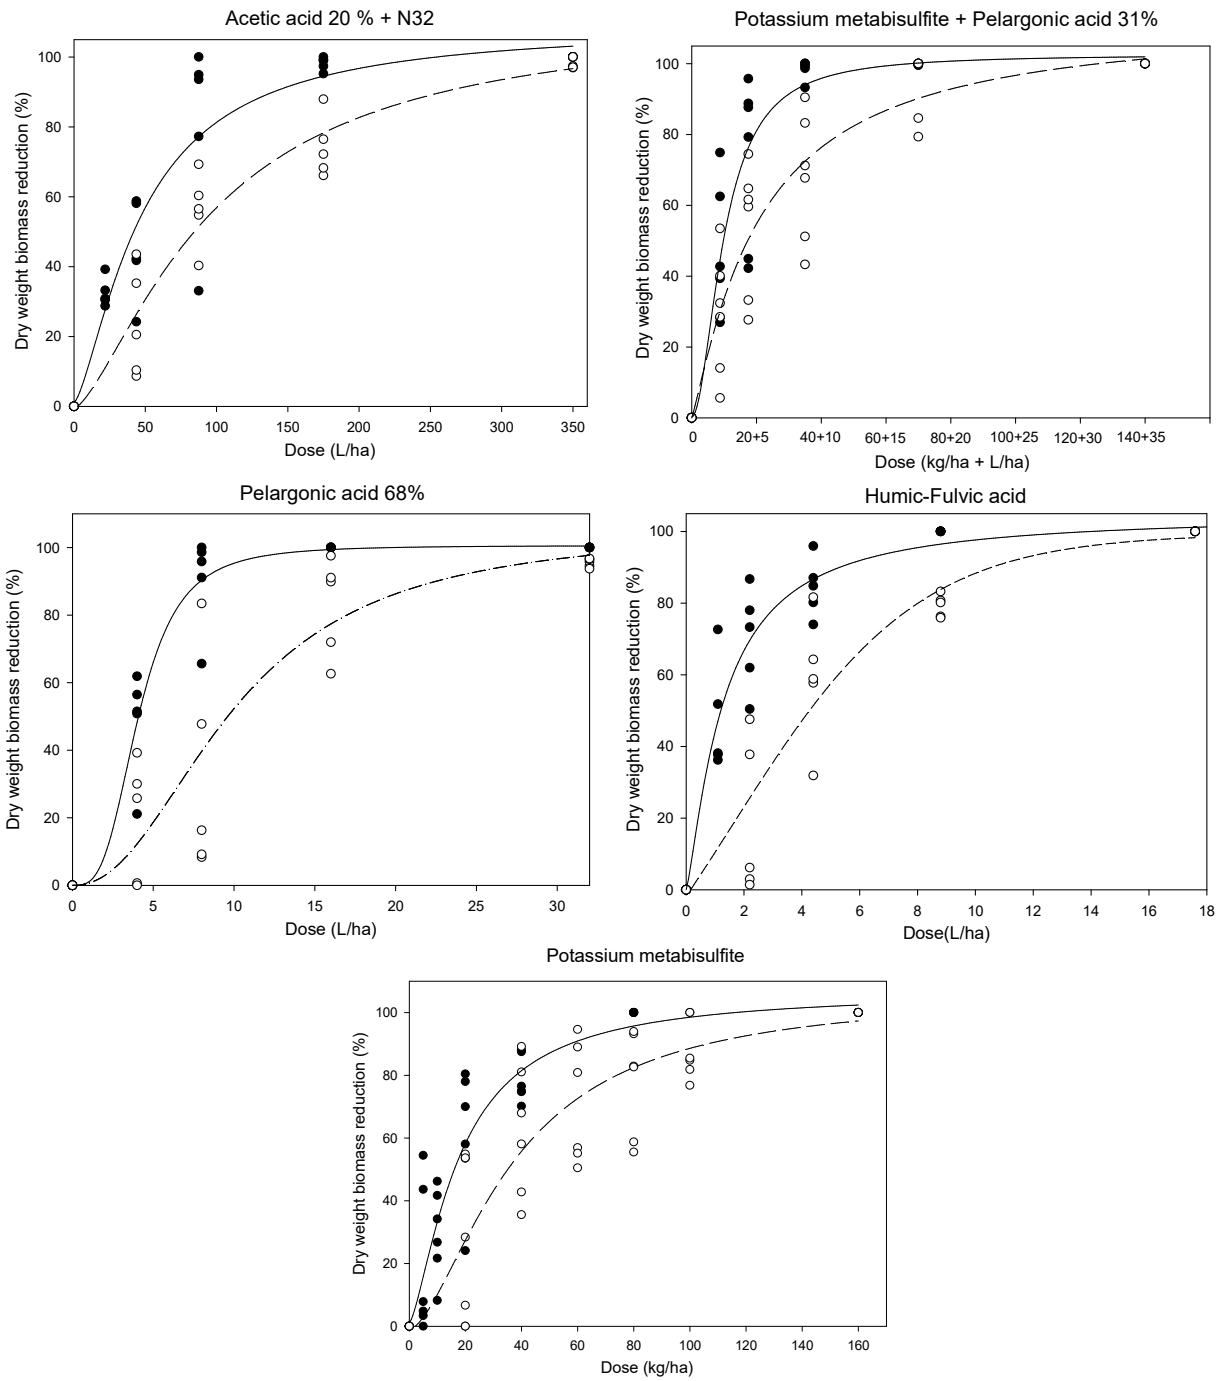 Acetic acid 20 % + N32
Dry weight biomass reduction (%)
100
80
60
40
20
0
0 50 100 150 200 250 300 350
Dose (L/ha)
Potassium metabisulfite + Pelargonic acid 31%
Dry weight biomass reduction (%)
100
80
60
40
20
0
0 20+5 40+10 60+15 80+20 100+25 120+30 140+35
Dose (kg/ha + L/ha)
Pelargonic acid 68%
Dry weight biomass reduction (%)
100
80
60
40
20
0
0 5 10 15 20 25 30
Dose (L/ha)
Humic-Fulvic acid
Dry weight biomass reduction (%)
100
80
60
40
20
0
0 2 4 6 8 10 12 14 16 18
Dose(L/ha)
Potassium metabisulfite
Dry weight biomass reduction (%)
100
80
60
40
20
0
0 20 40 60 80 100 120 140 160
Dose (kg/ha)